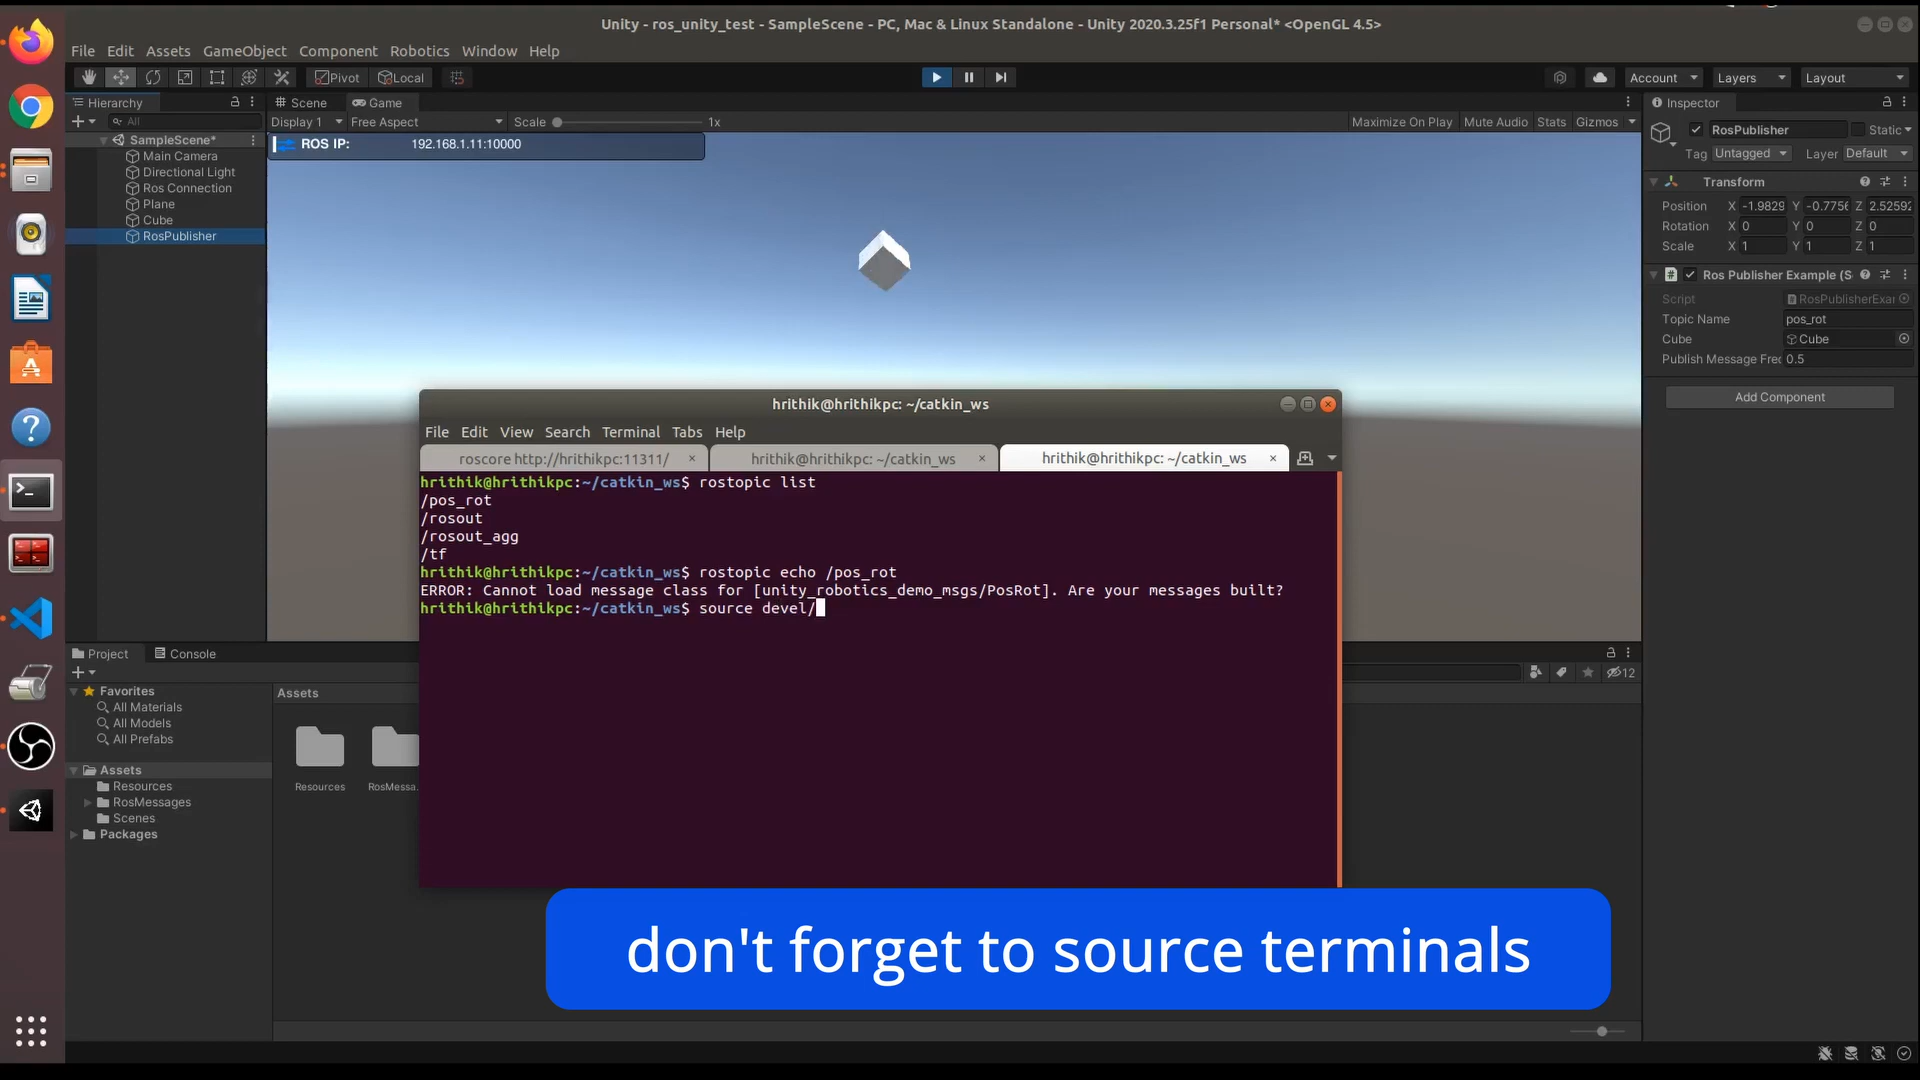 Unity - ros_unity_test - SampleScene - PC, Mac & Linux Standalone - Unity 2020.3.25f1 Personal* <OpenGL 4.5>
File Edit Assets GameObject Component Robotics Window Help
Pivot Local
Account Layers Layout
Hierarchy
All
SampleScene*
Main Camera
Directional Light
Ros Connection
Plane
Cube
RosPublisher
Scene Game
Display 1 Free Aspect Scale 1x
Maximize On Play Mute Audio Stats Gizmos
ROS IP: 192.168.1.11:10000
Inspector
RosPublisher Static
Tag Untagged Layer Default
Transform
Position X -1.9829 Y -0.7756 Z 2.52592
Rotation X 0 Y 0 Z 0
Scale X 1 Y 1 Z 1
Ros Publisher Example (S
Script RosPublisherExar
Topic Name pos_rot
Cube Cube
Publish Message Frec 0.5
Add Component
hrithik@hrithikpc: ~/catkin_ws
File Edit View Search Terminal Tabs Help
roscore http://hrithikpc:11311/ × hrithik@hrithikpc: ~/catkin_ws × hrithik@hrithikpc: ~/catkin_ws ×
hrithik@hrithikpc:~/catkin_ws$ rostopic list
/pos_rot
/rosout
/rosout_agg
/tf
hrithik@hrithikpc:~/catkin_ws$ rostopic echo /pos_rot
ERROR: Cannot load message class for [unity_robotics_demo_msgs/PosRot]. Are your messages built?
hrithik@hrithikpc:~/catkin_ws$ source devel/
Project Console
12
Favorites
All Materials
All Models
All Prefabs
Assets
Resources
RosMessages
Scenes
Packages
Assets
Resources RosMessa.
don't forget to source terminals